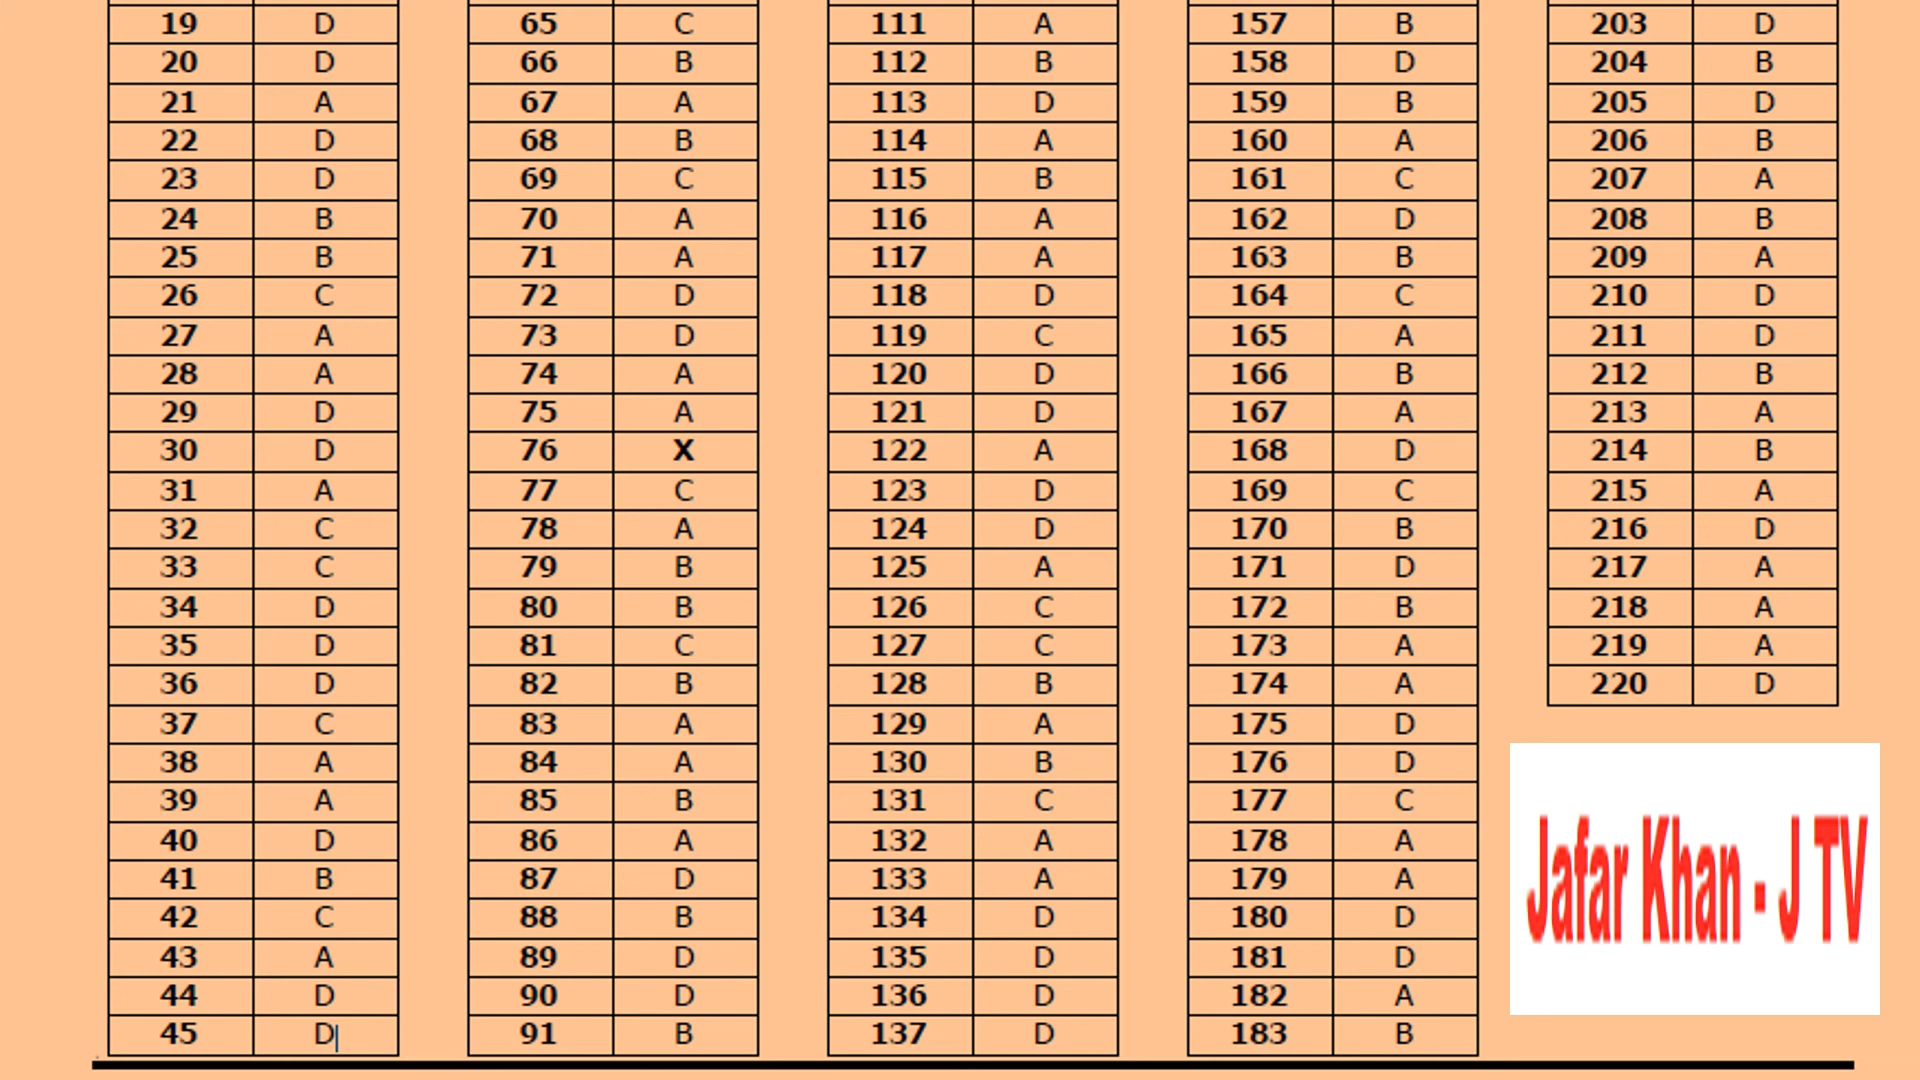 19 D 65 C 111 A 157 B 203 D
20 D 66 B 112 B 158 D 204 B
21 A 67 A 113 D 159 B 205 D
22 D 68 B 114 A 160 A 206 B
23 D 69 C 115 B 161 C 207 A
24 B 70 A 116 A 162 D 208 B
25 B 71 A 117 A 163 B 209 A
26 C 72 D 118 D 164 C 210 D
27 A 73 D 119 C 165 A 211 D
28 A 74 A 120 D 166 B 212 B
29 D 75 A 121 D 167 A 213 A
30 D 76 X 122 A 168 D 214 B
31 A 77 C 123 D 169 C 215 A
32 C 78 A 124 D 170 B 216 D
33 C 79 B 125 A 171 D 217 A
34 D 80 B 126 C 172 B 218 A
35 D 81 C 127 C 173 A 219 A
36 D 82 B 128 B 174 A 220 D
37 C 83 A 129 A 175 D
38 A 84 A 130 B 176 D
39 A 85 B 131 C 177 C
40 D 86 A 132 A 178 A
41 B 87 D 133 A 179 A
42 C 88 B 134 D 180 D
43 A 89 D 135 D 181 D
44 D 90 D 136 D 182 A
45 D 91 B 137 D 183 B
Jafar Khan - J TV